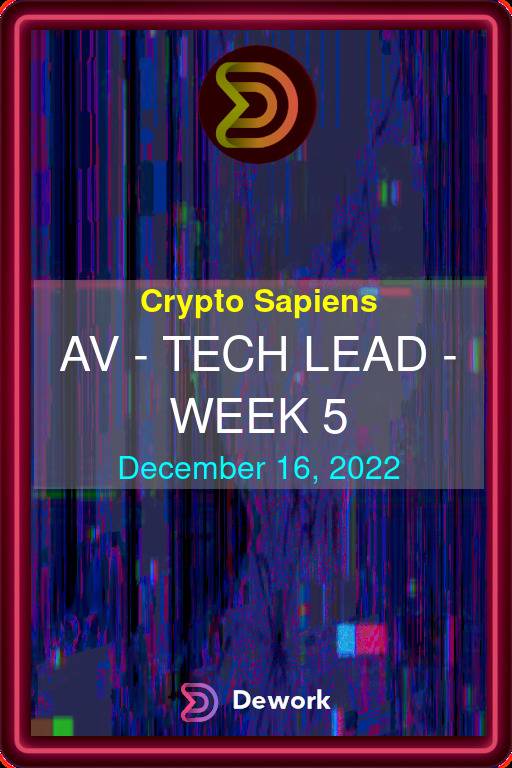 Crypto Sapiens
AV - TECH LEAD -
WEEK 5
December 16, 2022
Dework